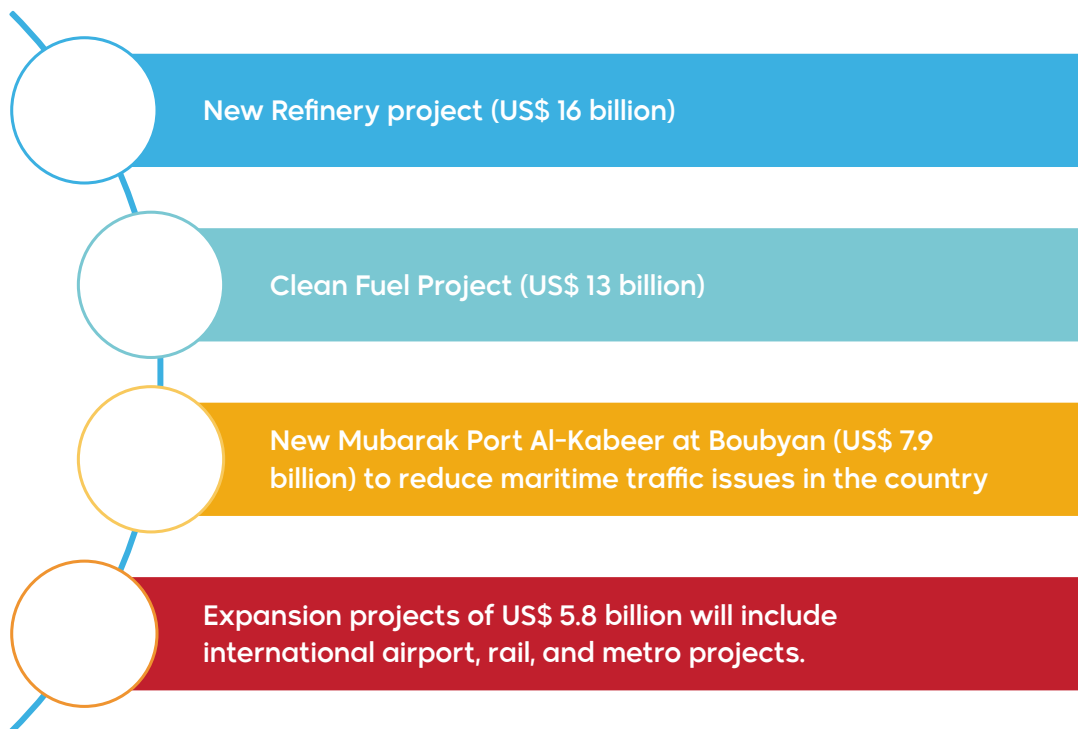 New Refinery project (US$ 16 billion)
Clean Fuel Project (US$ 13 billion)
New Mubarak Port Al-Kabeer at Boubyan (US$ 7.9
billion) to reduce maritime traffic issues in the country
Expansion projects of US$ 5.8 billion will include
international airport, rail, and metro projects.